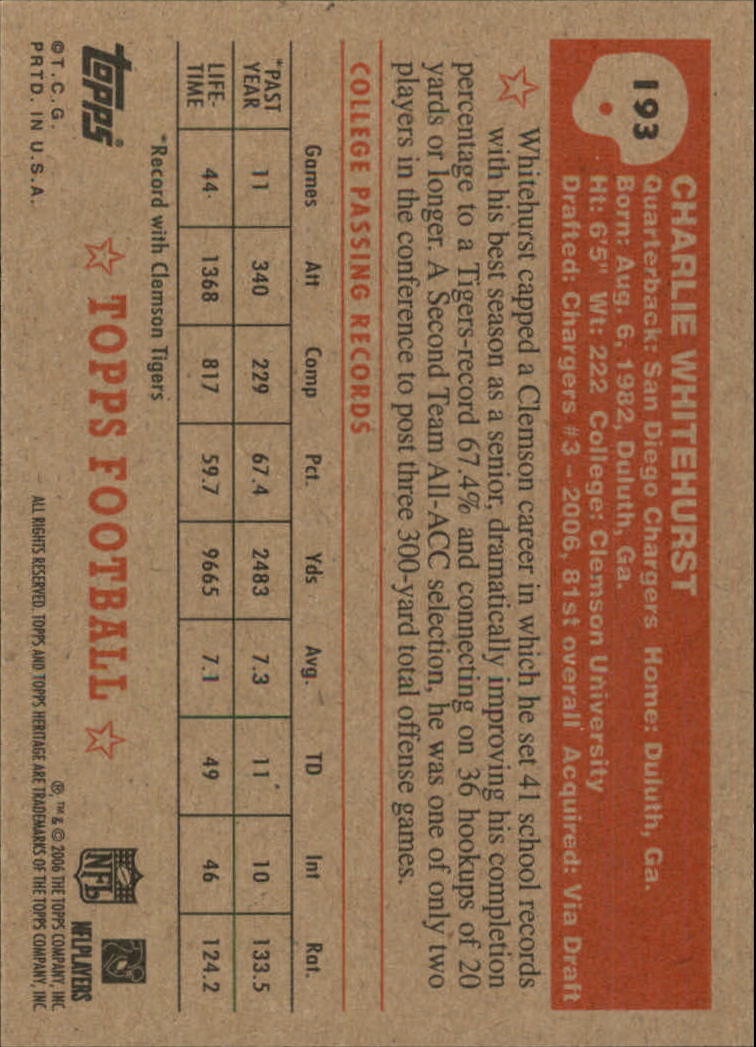 193
CHARLIE WHITEHURST
Quarterback: San Diego Chargers Home: Duluth, Ga.
Born: Aug. 6, 1982, Duluth, Ga.
Ht: 6'5" Wt: 222 College: Clemson University
Drafted: Chargers #3 – 2006, 81st overall Acquired: Via Draft
Whitehurst capped a Clemson career in which he set 41 school records
with his best season as a senior, dramatically improving his completion
percentage to a Tigers-record 67.4% and connecting on 36 hookups of 20
yards or longer. A Second Team All-ACC selection, he was one of only two
players in the conference to post three 300-yard total offense games.
COLLEGE PASSING RECORDS
Games Att Comp Pct. Yds Avg. TD Int Rat.
*PAST YEAR 11 340 229 67.4 2483 7.3 11 10 133.5
LIFE-TIME 44 1368 817 59.7 9665 7.1 49 46 124.2
*Record with Clemson Tigers
topps
TOPPS FOOTBALL
NFL
NFLPLAYERS
©T.C.G.
PRTD. IN U.S.A.
®, ™ & © 2006 THE TOPPS COMPANY, INC
ALL RIGHTS RESERVED. TOPPS AND TOPPS HERITAGE ARE TRADEMARKS OF THE TOPPS COMPANY, INC